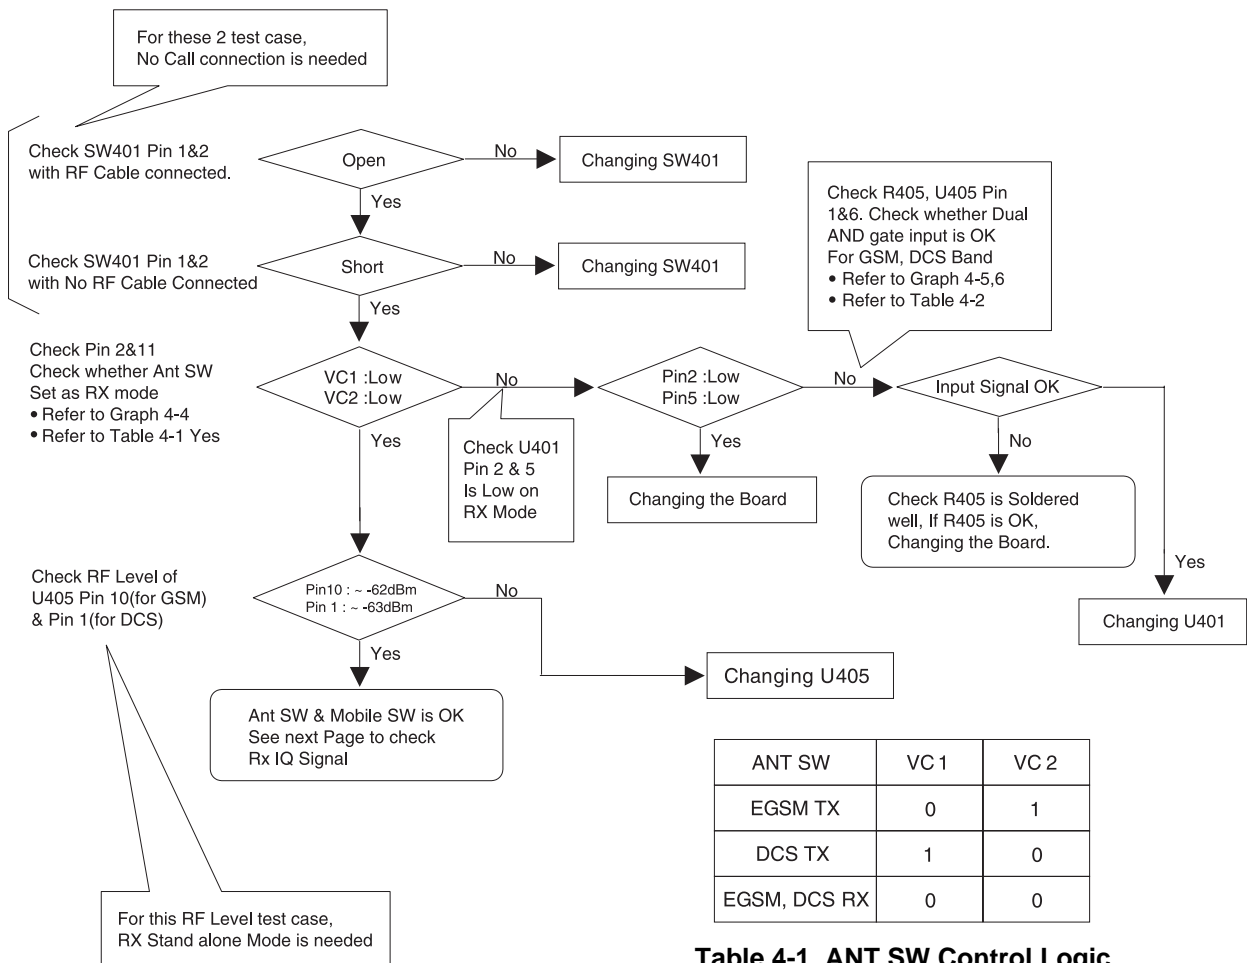 For these 2 test case,
No Call connection is needed
Check SW401 Pin 1&2
with RF Cable connected.
Open
No
Changing SW401
Yes
Check SW401 Pin 1&2
with No RF Cable Connected
Short
No
Changing SW401
Yes
Check R405, U405 Pin
1&6. Check whether Dual
AND gate input is OK
For GSM, DCS Band
• Refer to Graph 4-5,6
• Refer to Table 4-2
Check Pin 2&11
Check whether Ant SW
Set as RX mode
• Refer to Graph 4-4
• Refer to Table 4-1 Yes
VC1 :Low
VC2 :Low
No
Yes
Check U401
Pin 2 & 5
Is Low on
RX Mode
Pin2 :Low
Pin5 :Low
No
Yes
Changing the Board
Input Signal OK
No
Check R405 is Soldered
well, If R405 is OK,
Changing the Board.
Yes
Changing U401
Check RF Level of
U405 Pin 10(for GSM)
& Pin 1(for DCS)
Pin10 : ~ -62dBm
Pin 1 : ~ -63dBm
No
Yes
Changing U405
Ant SW & Mobile SW is OK
See next Page to check
Rx IQ Signal
For this RF Level test case,
RX Stand alone Mode is needed
ANT SW VC 1 VC 2
EGSM TX 0 1
DCS TX 1 0
EGSM, DCS RX 0 0
Table 4-1 ANT SW Control Logic